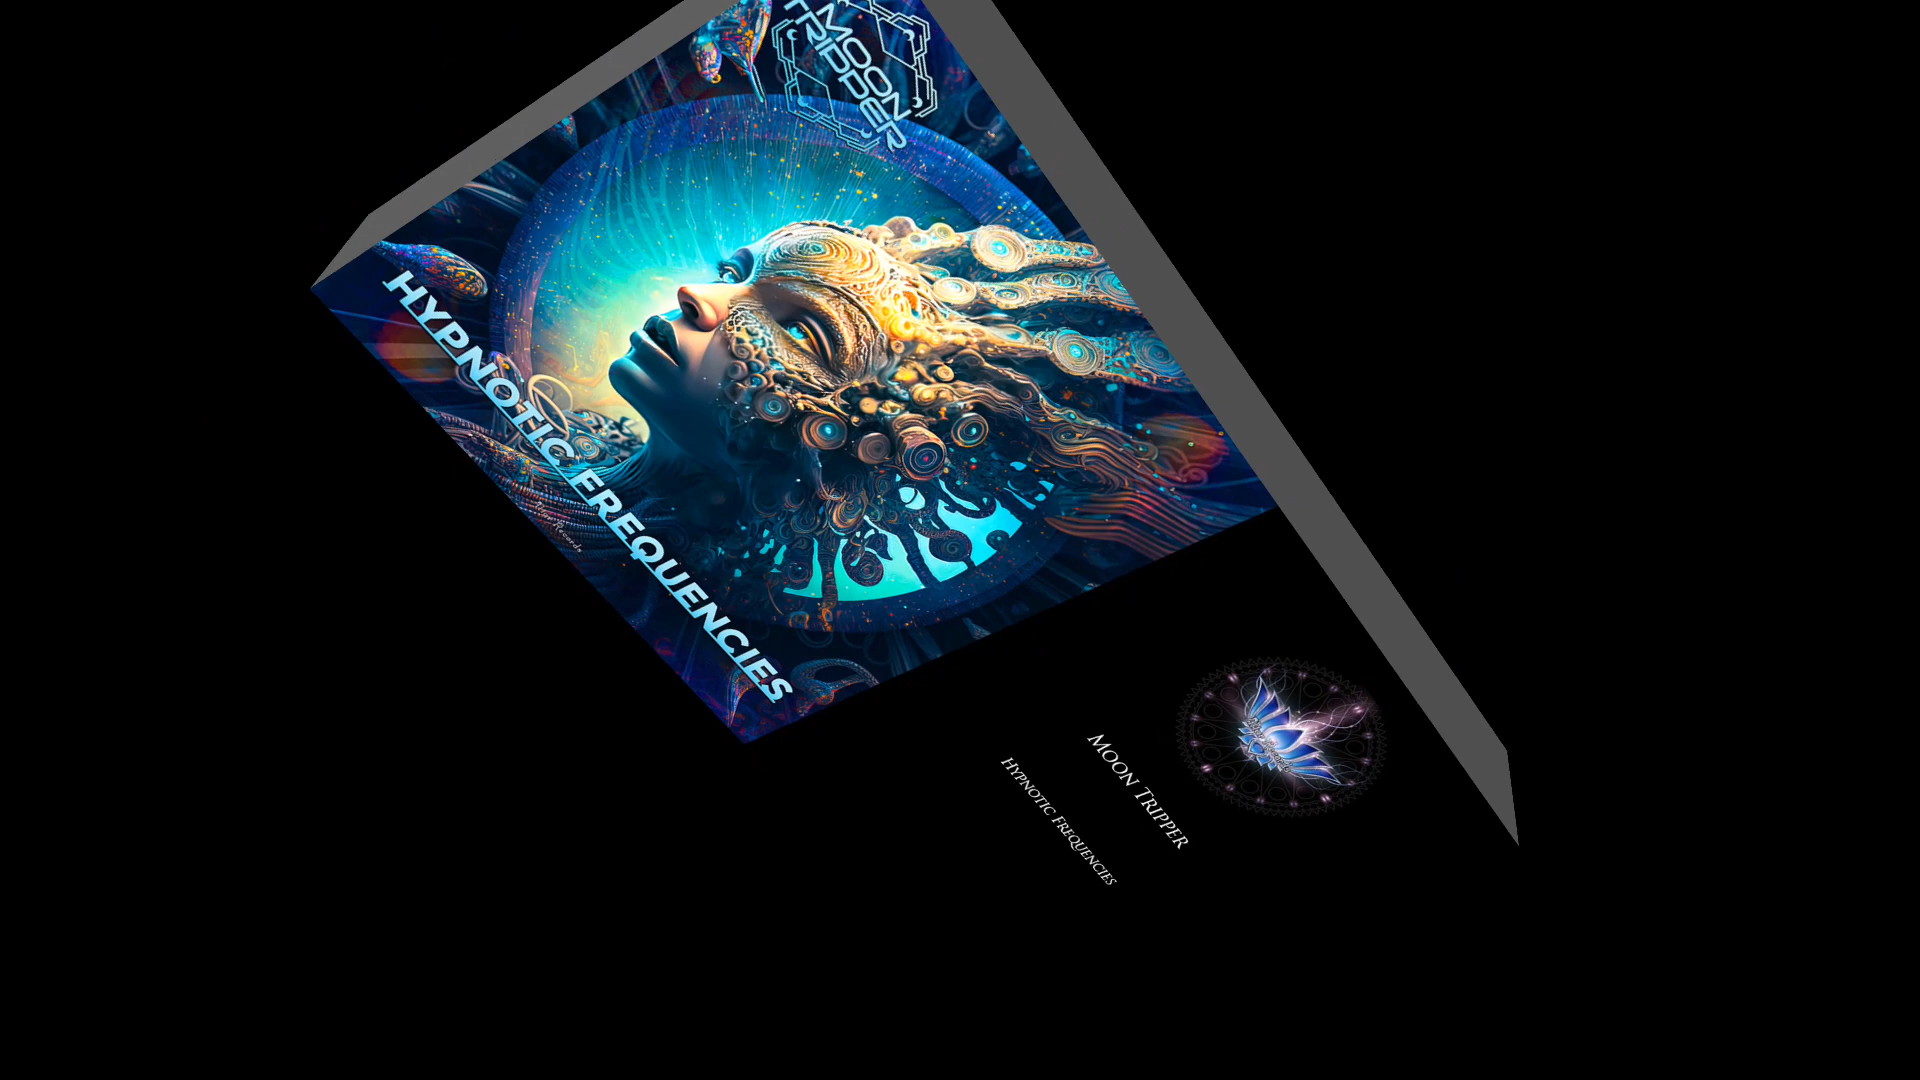 MOON
TRIPPER
HYPNOTIC FREQUENCIES
Moon Tripper
Hypnotic Frequencies